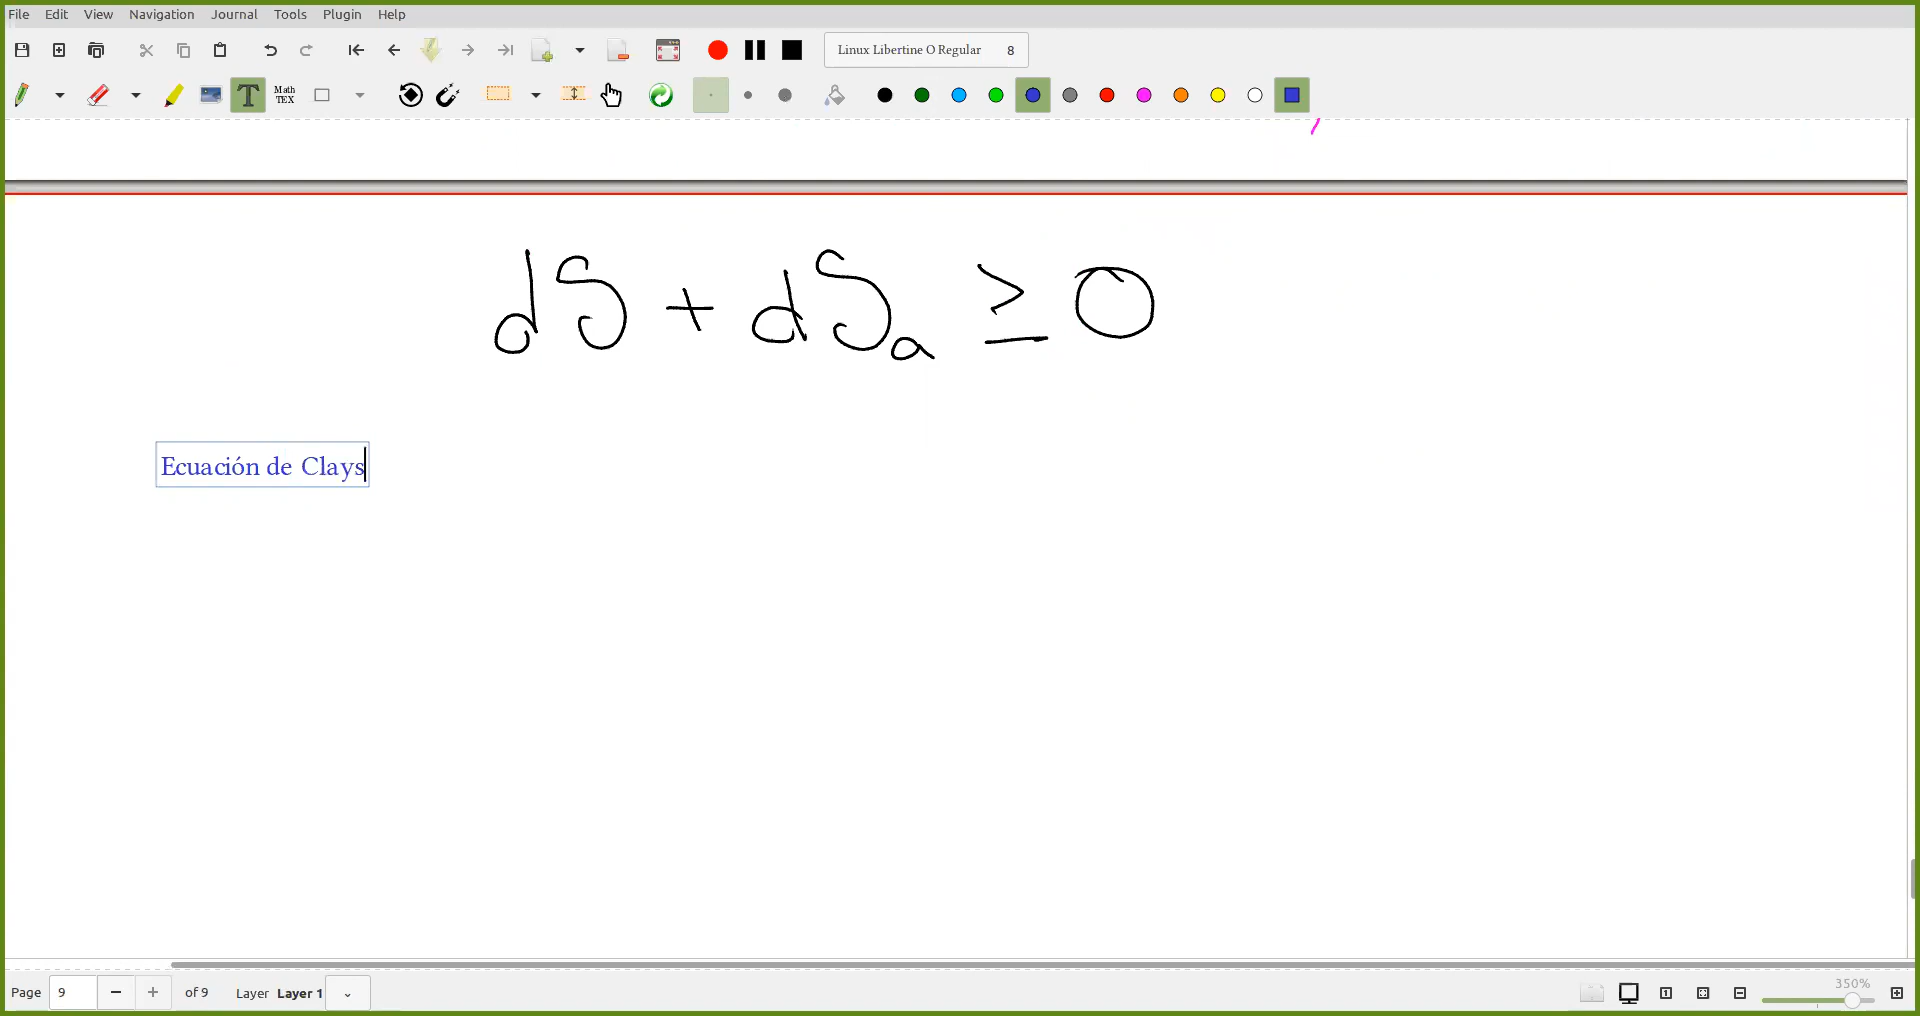 File Edit View Navigation Journal Tools Plugin Help
Linux Libertine O Regular 8
T Math TEX
dS + dSₐ ≥ 0
Ecuación de Clays
Page 9 of 9 Layer Layer 1 350%